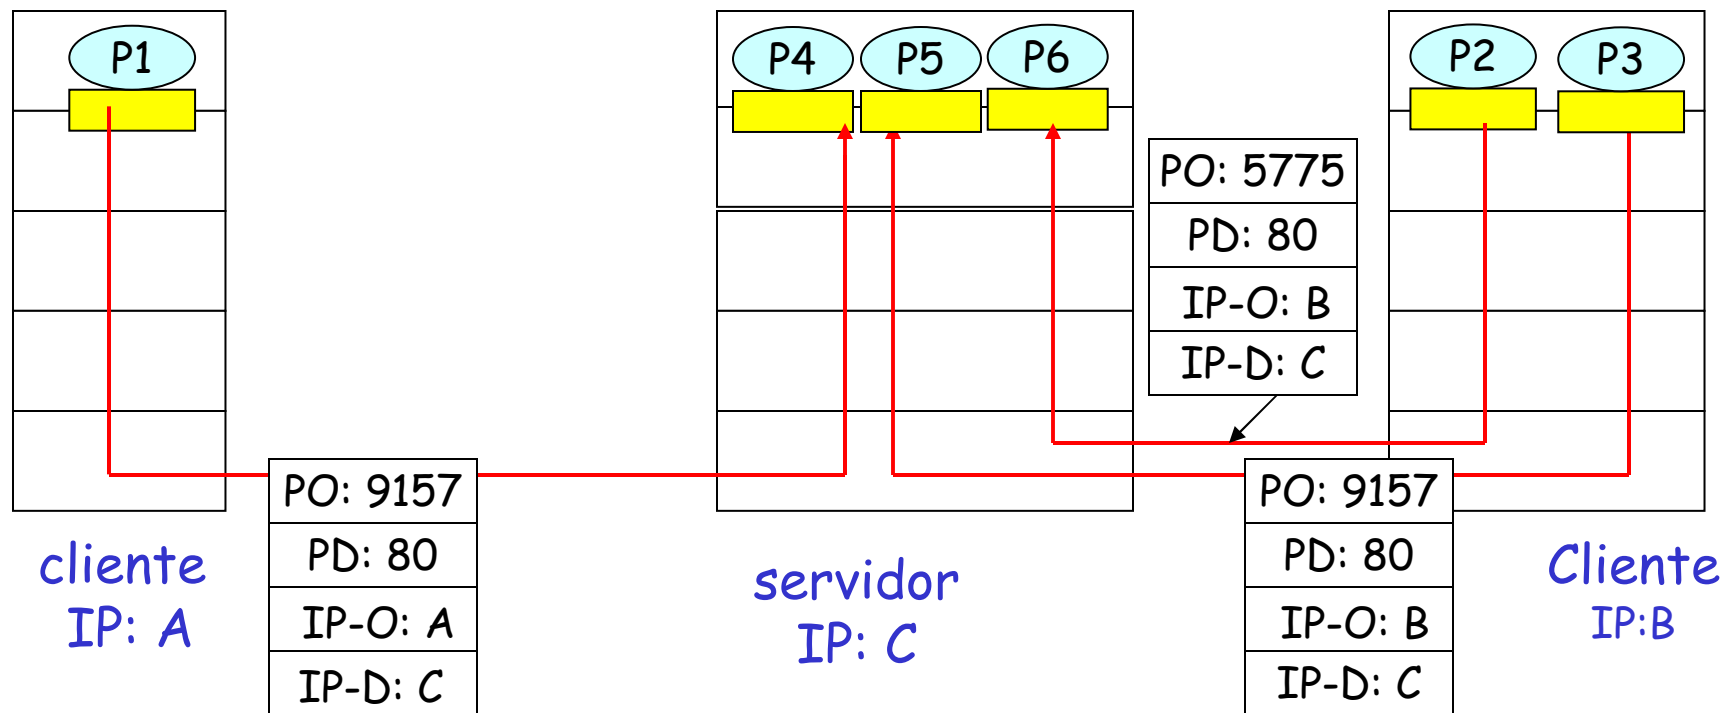 P1
P4
P5
P6
P2
P3
PO: 5775
PD: 80
IP-O: B
IP-D: C
PO: 9157
PD: 80
IP-O: A
IP-D: C
PO: 9157
PD: 80
IP-O: B
IP-D: C
cliente
IP: A
servidor
IP: C
Cliente
IP:B